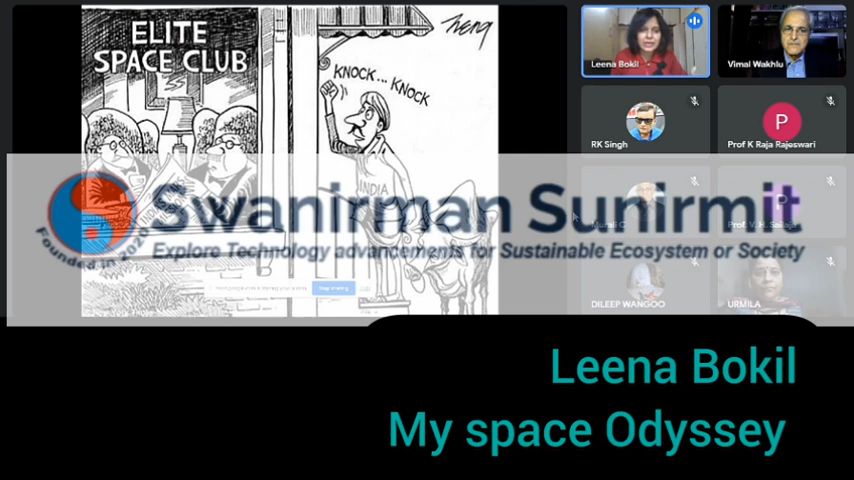 ELITE
SPACE CLUB
Heng
KNOCK... KNOCK
INDIA
Leena Bokil
Vimal Wakhlu
RK Singh
P
Prof K Raja Rajeswari
Murali C
P
DILEEP WANGOO
URMILA
Stop sharing
Swanirman Sunirmit
Explore Technology advancements for Sustainable Ecosystem or Society
Founded in 2020
Leena Bokil
My space Odyssey